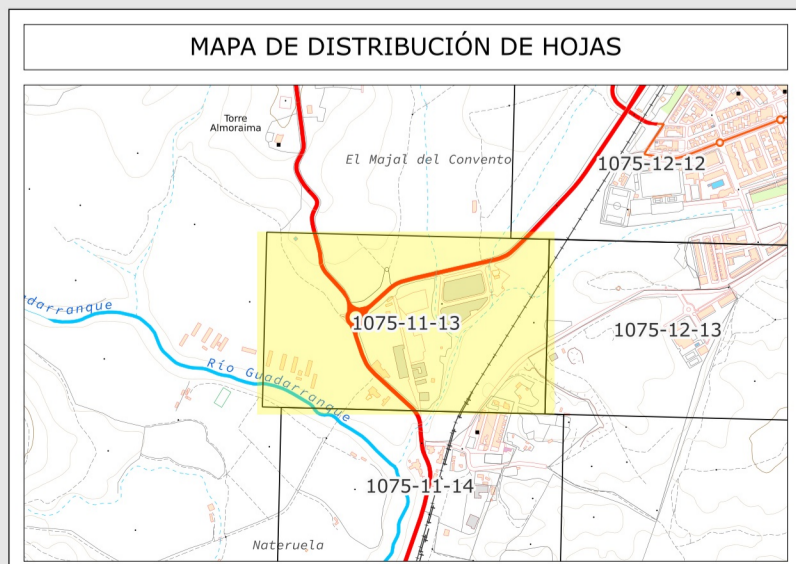 MAPA DE DISTRIBUCIÓN DE HOJAS
Torre
Almoraima
El Majal del Convento
1075-12-12
darranque
1075-11-13
1075-12-13
Río Guadarranque
1075-11-14
Nateruela